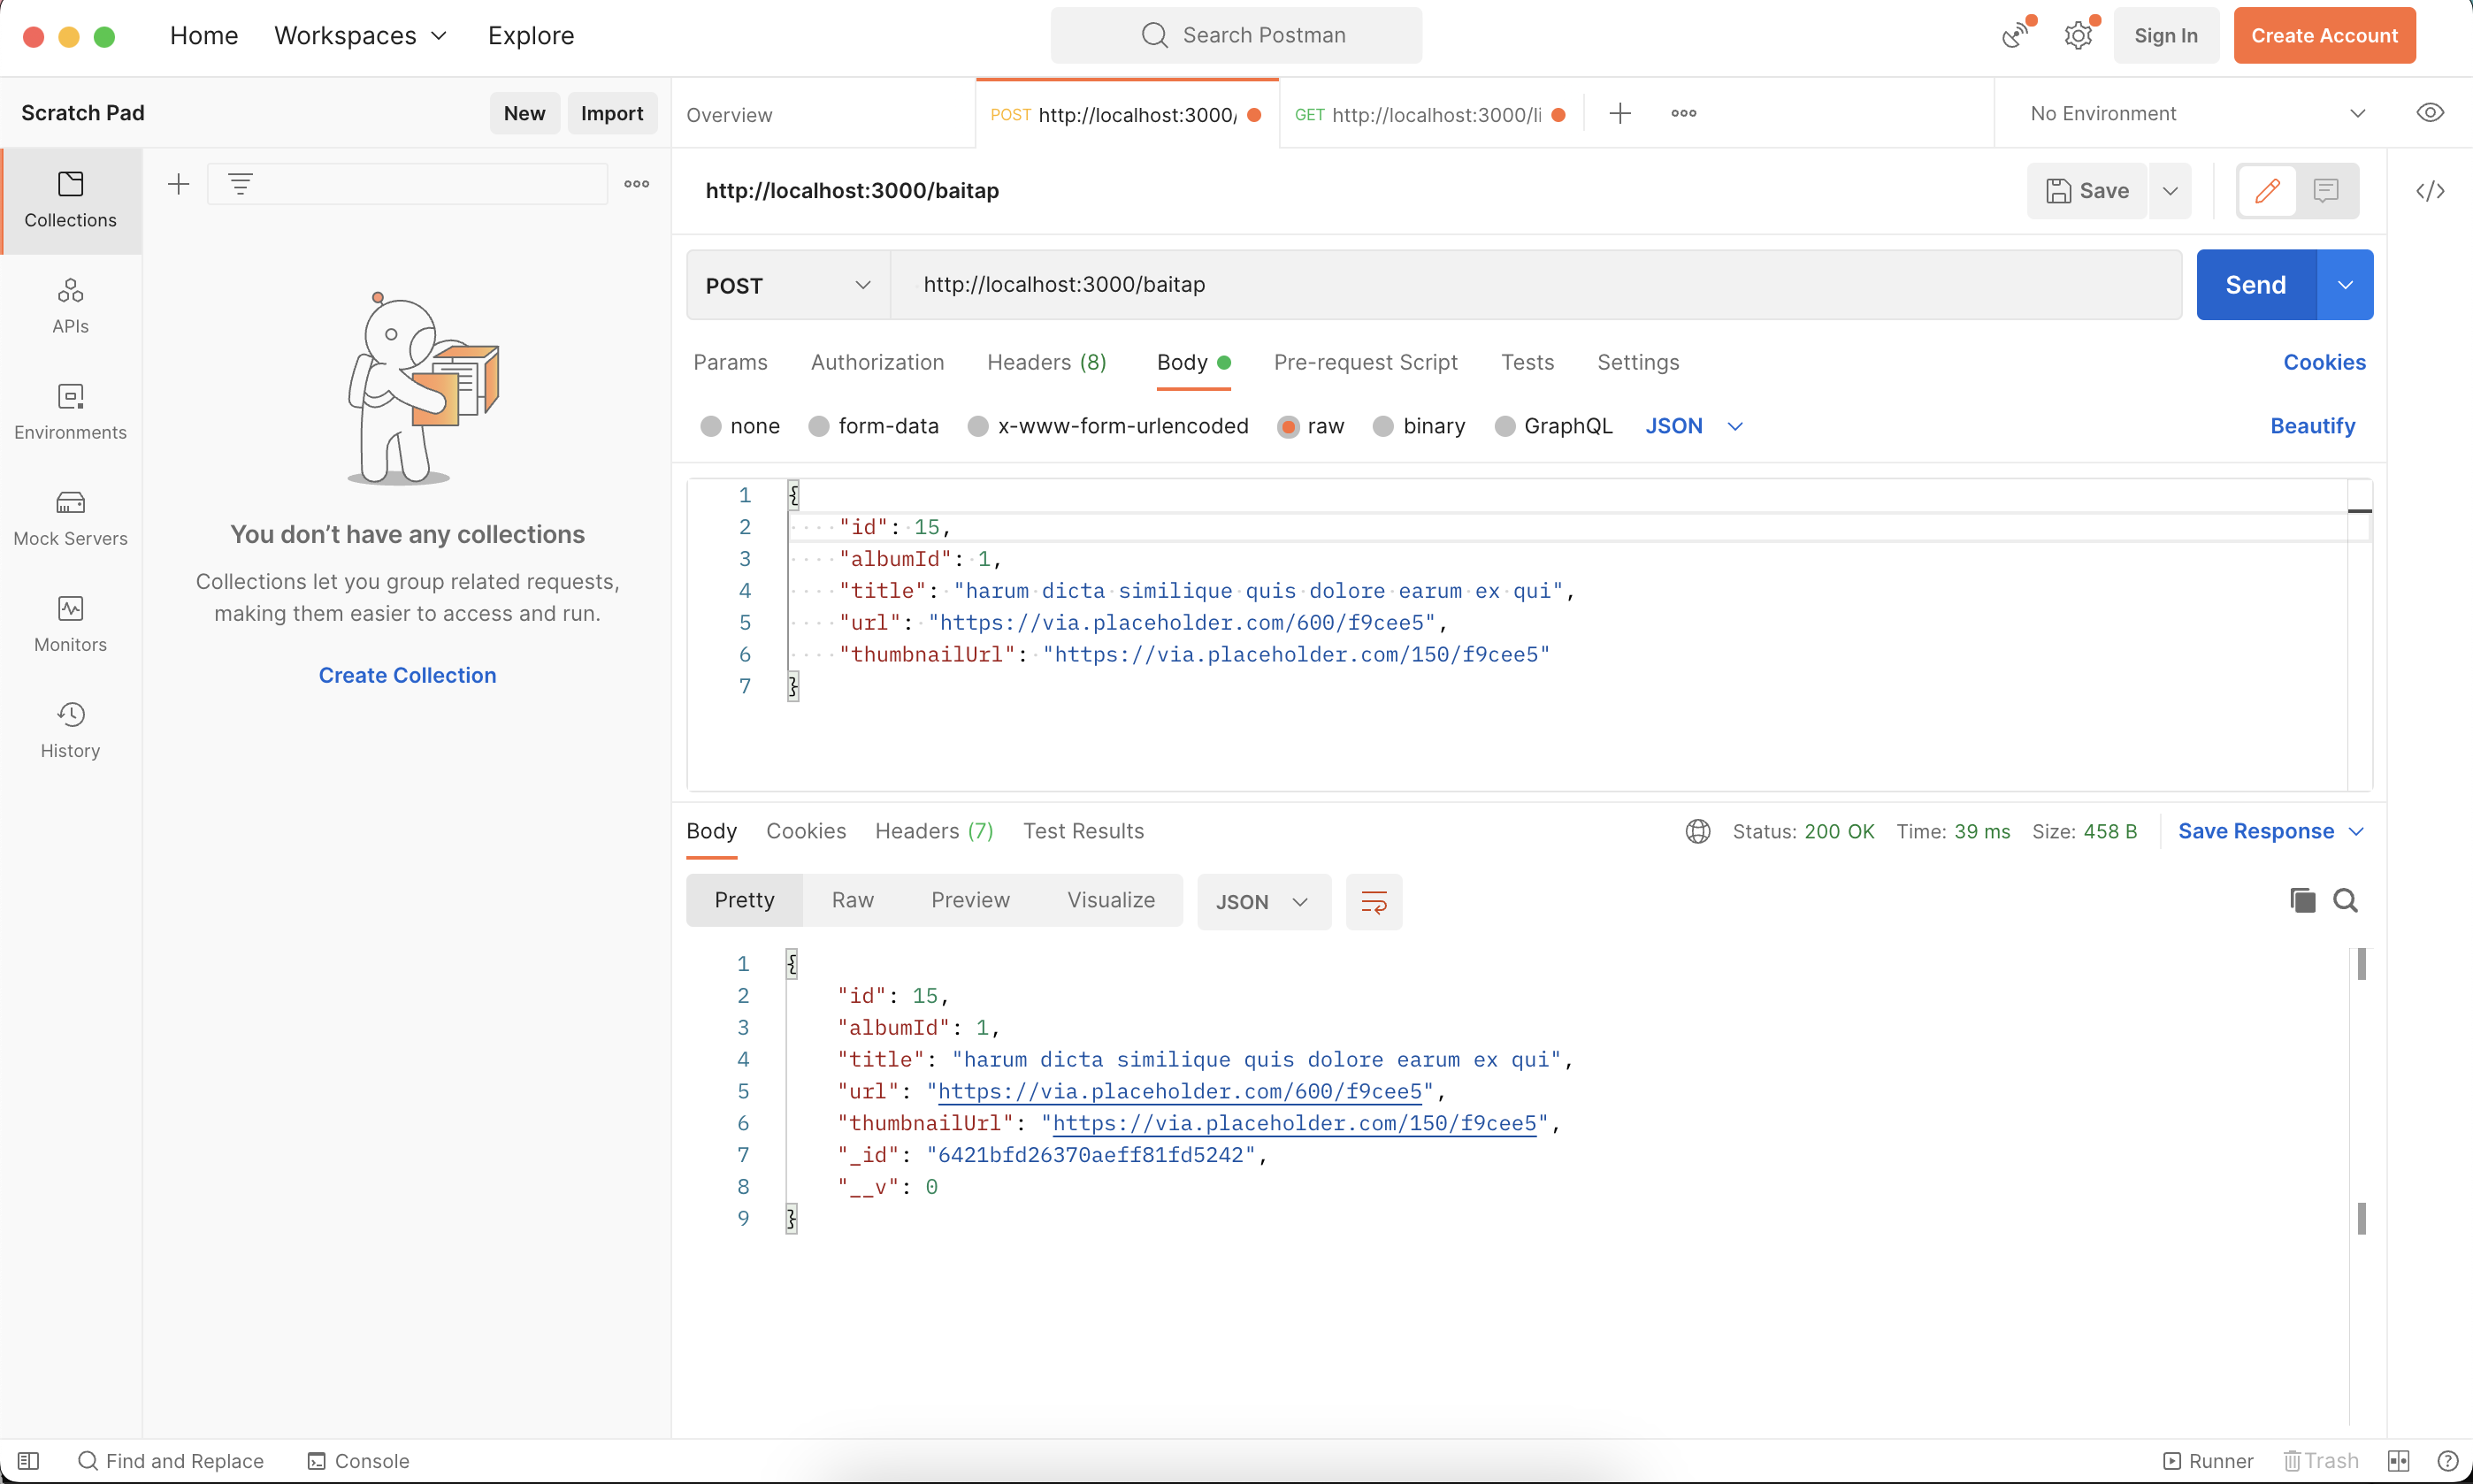 Home Workspaces Explore
Search Postman
Sign In Create Account
Scratch Pad New Import
Overview POST http://localhost:3000/ GET http://localhost:3000/li No Environment
Collections
APIs
Environments
Mock Servers
Monitors
History
You don’t have any collections
Collections let you group related requests,
making them easier to access and run.
Create Collection
http://localhost:3000/baitap Save
POST http://localhost:3000/baitap Send
Params Authorization Headers (8) Body Pre-request Script Tests Settings Cookies
none form-data x-www-form-urlencoded raw binary GraphQL JSON Beautify
1 {
2 "id": 15,
3 "albumId": 1,
4 "title": "harum dicta similique quis dolore earum ex qui",
5 "url": "https://via.placeholder.com/600/f9cee5",
6 "thumbnailUrl": "https://via.placeholder.com/150/f9cee5"
7 }
Body Cookies Headers (7) Test Results Status: 200 OK Time: 39 ms Size: 458 B Save Response
Pretty Raw Preview Visualize JSON
1 {
2 "id": 15,
3 "albumId": 1,
4 "title": "harum dicta similique quis dolore earum ex qui",
5 "url": "https://via.placeholder.com/600/f9cee5",
6 "thumbnailUrl": "https://via.placeholder.com/150/f9cee5",
7 "_id": "6421bfd26370aeff81fd5242",
8 "__v": 0
9 }
Find and Replace Console Runner Trash